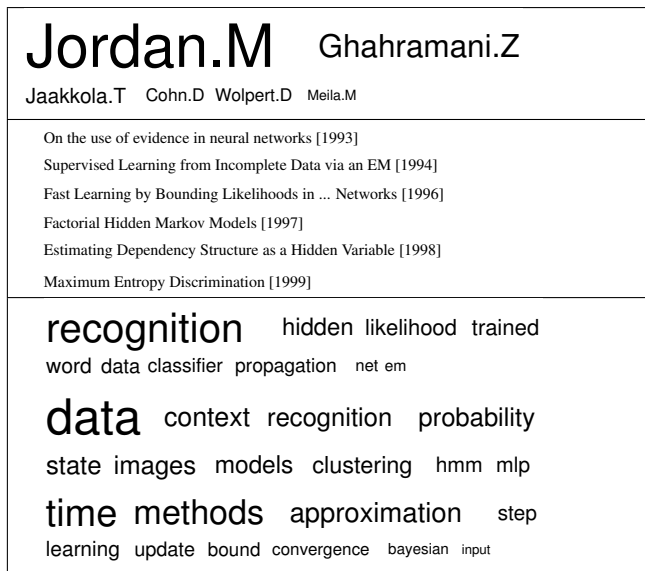 Jordan.M Ghahramani.Z
Jaakkola.T Cohn.D Wolpert.D Meila.M
On the use of evidence in neural networks [1993]
Supervised Learning from Incomplete Data via an EM [1994]
Fast Learning by Bounding Likelihoods in ... Networks [1996]
Factorial Hidden Markov Models [1997]
Estimating Dependency Structure as a Hidden Variable [1998]
Maximum Entropy Discrimination [1999]
recognition hidden likelihood trained
word data classifier propagation net em
data context recognition probability
state images models clustering hmm mlp
time methods approximation step
learning update bound convergence bayesian input